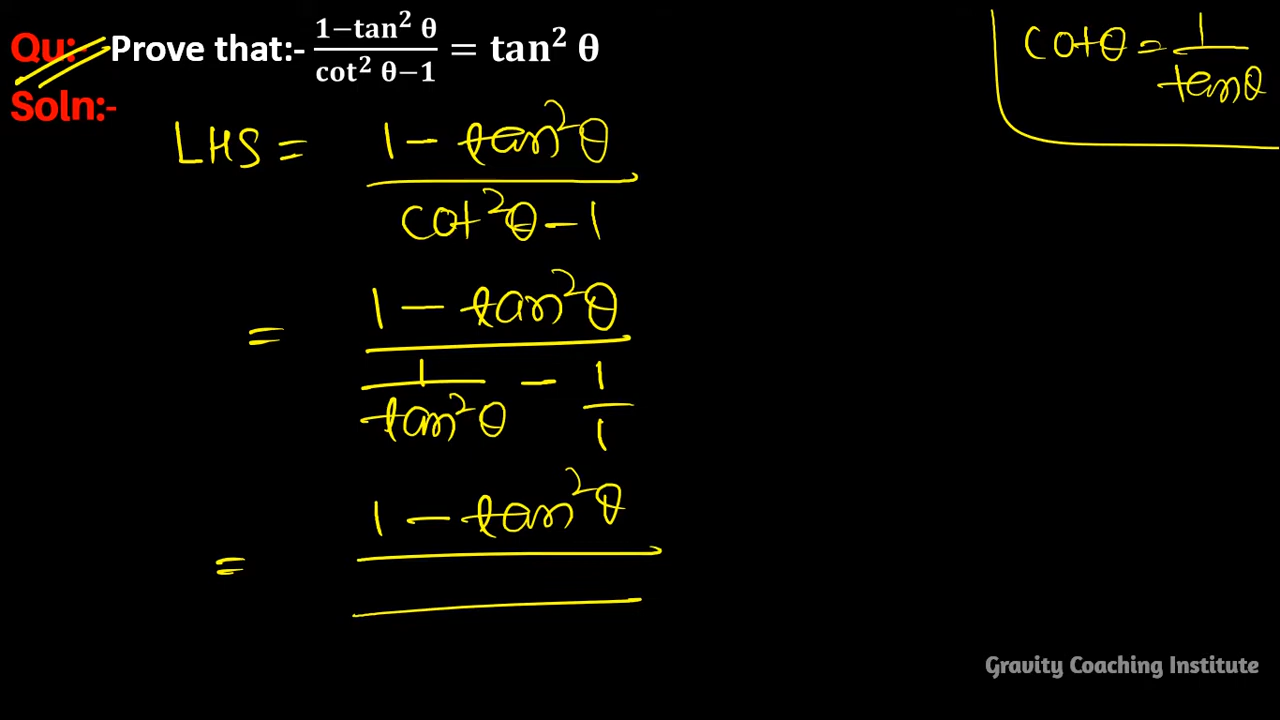 Qu:- Prove that:- (1−tan² θ)/(cot² θ−1) = tan² θ
cotθ = 1/tanθ
Soln:-
LHS = (1 − tan²θ)/(cot²θ − 1)
= (1 − tan²θ)/(1/tan²θ − 1/1)
= 1 − tan²θ
Gravity Coaching Institute